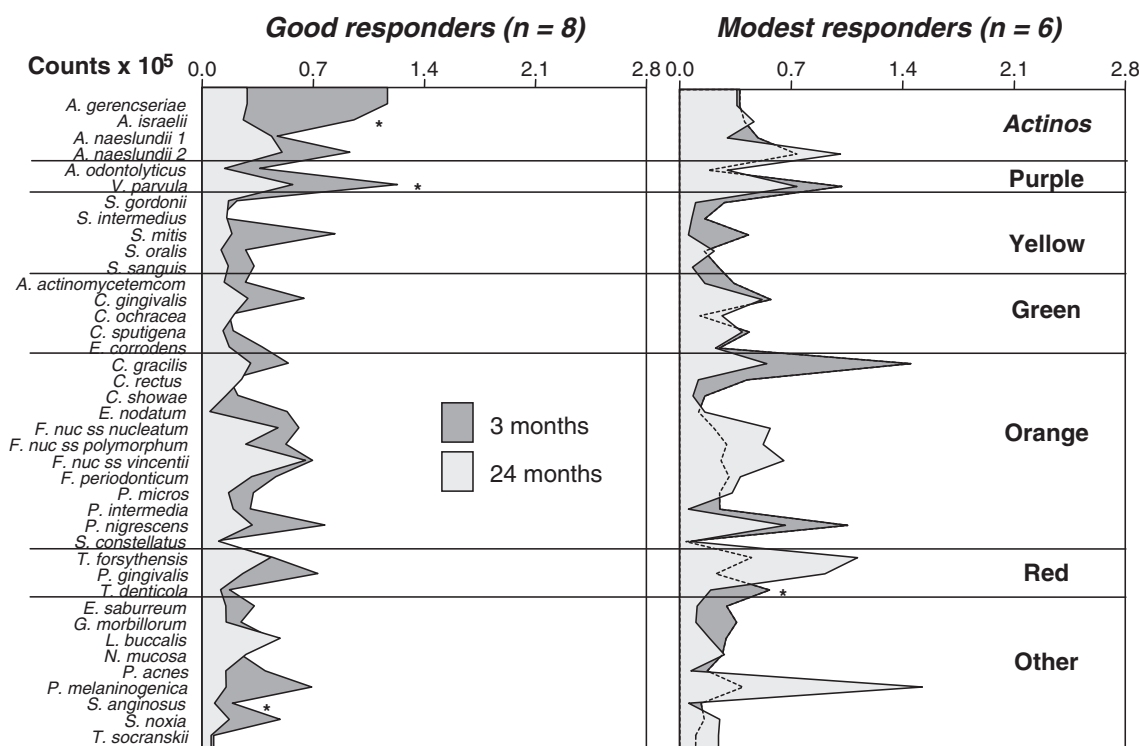 Good responders (n = 8)
Modest responders (n = 6)
Counts x 10⁵
0.0 0.7 1.4 2.1 2.8
0.0 0.7 1.4 2.1 2.8
A. gerencseriae
A. israelii
*
A. naeslundii 1
A. naeslundii 2
Actinos
A. odontolyticus
V. parvula
*
Purple
S. gordonii
S. intermedius
S. mitis
S. oralis
S. sanguis
Yellow
A. actinomycetemcom
C. gingivalis
C. ochracea
C. sputigena
E. corrodens
Green
C. gracilis
C. rectus
C. showae
E. nodatum
F. nuc ss nucleatum
F. nuc ss polymorphum
F. nuc ss vincentii
F. periodonticum
P. micros
P. intermedia
P. nigrescens
S. constellatus
3 months
24 months
Orange
T. forsythensis
P. gingivalis
T. denticola
*
Red
E. saburreum
G. morbillorum
L. buccalis
N. mucosa
P. acnes
P. melaninogenica
S. anginosus
*
S. noxia
T. socranskii
Other